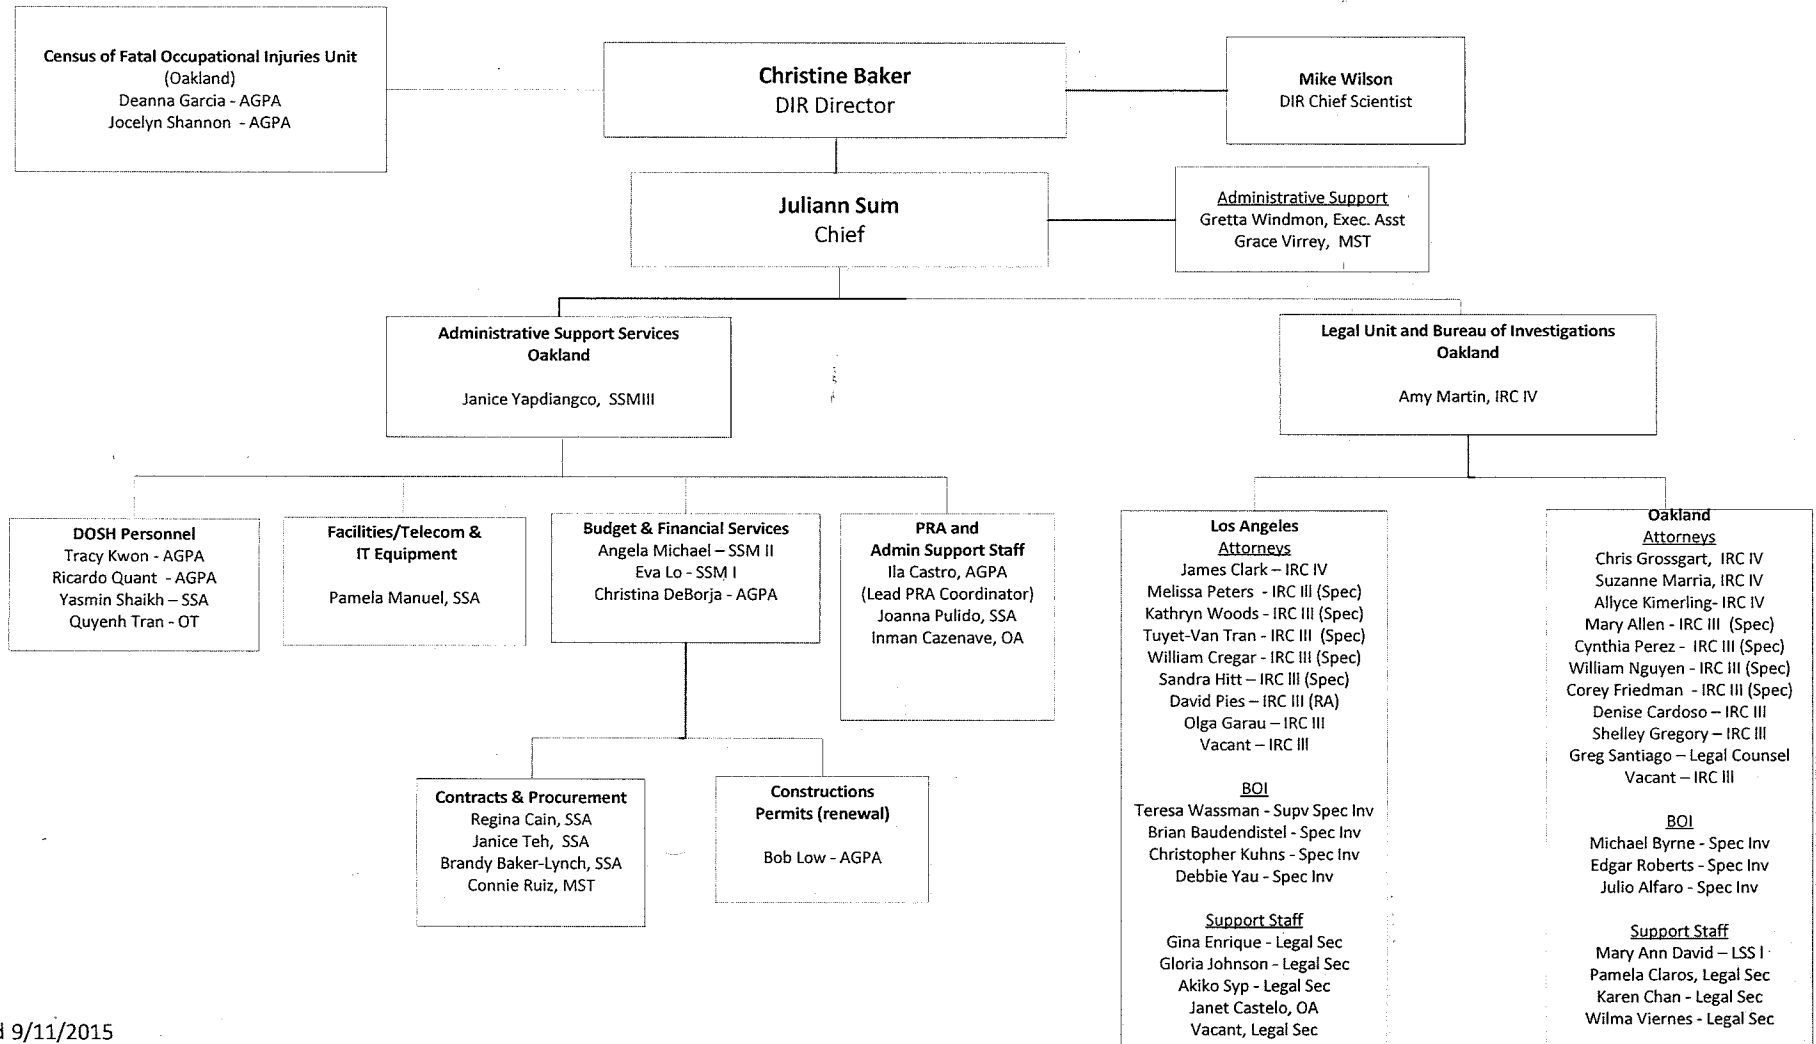 Census of Fatal Occupational Injuries Unit
(Oakland)
Deanna Garcia - AGPA
Jocelyn Shannon - AGPA
Christine Baker
DIR Director
Mike Wilson
DIR Chief Scientist
Juliann Sum
Chief
Administrative Support
Gretta Windmon, Exec. Asst
Grace Virrey, MST
Administrative Support Services
Oakland
Janice Yapdiangco, SSMIII
Legal Unit and Bureau of Investigations
Oakland
Amy Martin, IRC IV
DOSH Personnel
Tracy Kwon - AGPA
Ricardo Quant - AGPA
Yasmin Shaikh – SSA
Quyenh Tran - OT
Facilities/Telecom &
IT Equipment
Pamela Manuel, SSA
Budget & Financial Services
Angela Michael – SSM II
Eva Lo - SSM I
Christina DeBorja - AGPA
PRA and
Admin Support Staff
Ila Castro, AGPA
(Lead PRA Coordinator)
Joanna Pulido, SSA
Inman Cazenave, OA
Contracts & Procurement
Regina Cain, SSA
Janice Teh, SSA
Brandy Baker-Lynch, SSA
Connie Ruiz, MST
Constructions
Permits (renewal)
Bob Low - AGPA
Los Angeles
Attorneys
James Clark – IRC IV
Melissa Peters - IRC III (Spec)
Kathryn Woods - IRC III (Spec)
Tuyet-Van Tran - IRC III (Spec)
William Cregar - IRC III (Spec)
Sandra Hitt – IRC III (Spec)
David Pies – IRC III (RA)
Olga Garau – IRC III
Vacant – IRC III
BOI
Teresa Wassman - Supv Spec Inv
Brian Baudendistel - Spec Inv
Christopher Kuhns - Spec Inv
Debbie Yau - Spec Inv
Support Staff
Gina Enrique - Legal Sec
Gloria Johnson - Legal Sec
Akiko Syp - Legal Sec
Janet Castelo, OA
Vacant, Legal Sec
Oakland
Attorneys
Chris Grossgart, IRC IV
Suzanne Marria, IRC IV
Allyce Kimerling- IRC IV
Mary Allen - IRC III (Spec)
Cynthia Perez - IRC III (Spec)
William Nguyen - IRC III (Spec)
Corey Friedman - IRC III (Spec)
Denise Cardoso – IRC III
Shelley Gregory – IRC III
Greg Santiago – Legal Counsel
Vacant – IRC III
BOI
Michael Byrne - Spec Inv
Edgar Roberts - Spec Inv
Julio Alfaro - Spec Inv
Support Staff
Mary Ann David – LSS I
Pamela Claros, Legal Sec
Karen Chan - Legal Sec
Wilma Viernes - Legal Sec
d 9/11/2015